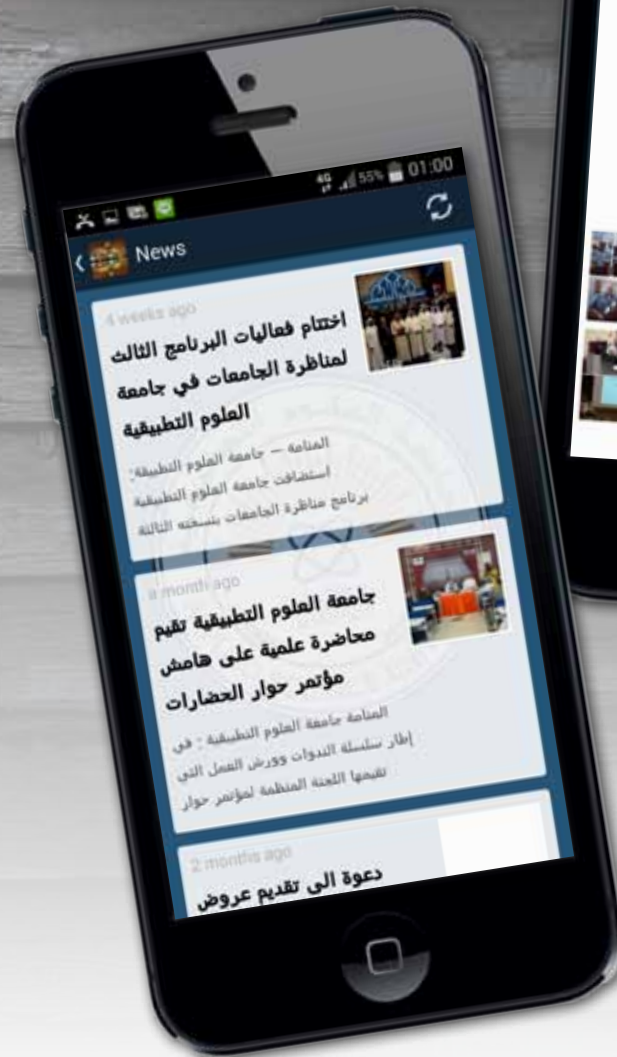 4G 55% 01:00
News
4 weeks ago
اختتام فعاليات البرنامج الثالث
لمناظرة الجامعات في جامعة
العلوم التطبيقية
المنامة – جامعة العلوم التطبيقة:
استضافت جامعة العلوم التطبيقية
برنامج مناظرة الجامعات بنسخته الثالثة
a month ago
جامعة العلوم التطبيقية تقيم
محاضرة علمية على هامش
مؤتمر حوار الحضارات
المنامة جامعة العلوم التطبيقية : في
إطار سلسلة الندوات وورش العمل التي
تقيمها اللجنة المنظمة لمؤتمر حوار
2 months ago
دعوة الى تقديم عروض